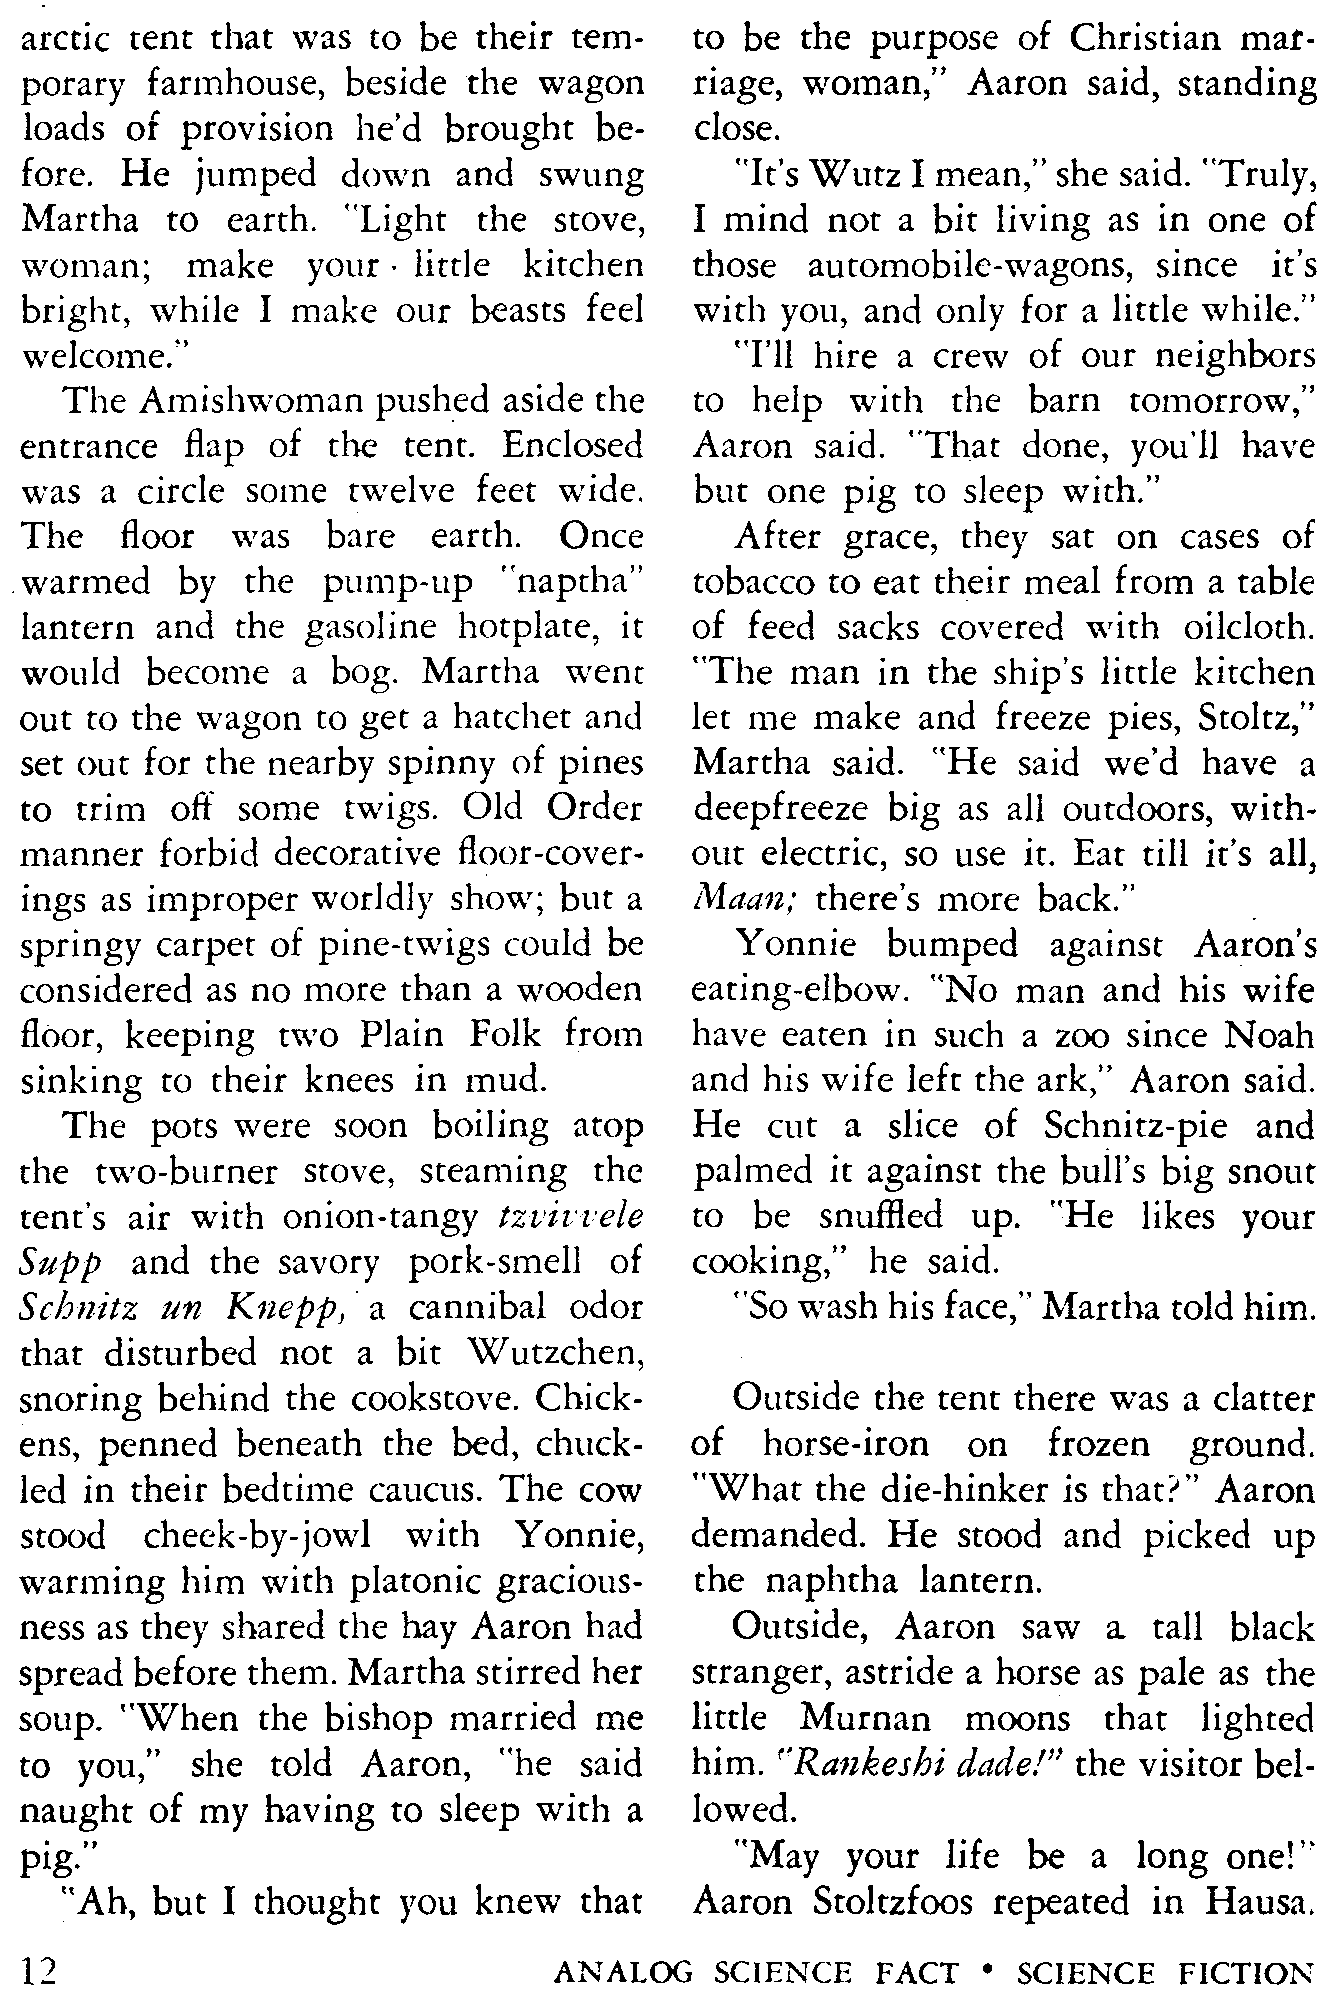 arctic tent that was to be their tem-
porary farmhouse, beside the wagon
loads of provision he'd brought be-
fore. He jumped down and swung
Martha to earth. "Light the stove,
woman; make your little kitchen
bright, while I make our beasts feel
welcome."
The Amishwoman pushed aside the
entrance flap of the tent. Enclosed
was a circle some twelve feet wide.
The floor was bare earth. Once
warmed by the pump-up "naptha"
lantern and the gasoline hotplate, it
would become a bog. Martha went
out to the wagon to get a hatchet and
set out for the nearby spinny of pines
to trim off some twigs. Old Order
manner forbid decorative floor-cover-
ings as improper worldly show; but a
springy carpet of pine-twigs could be
considered as no more than a wooden
floor, keeping two Plain Folk from
sinking to their knees in mud.
The pots were soon boiling atop
the two-burner stove, steaming the
tent's air with onion-tangy tzvivvele
Supp and the savory pork-smell of
Schnitz un Knepp, a cannibal odor
that disturbed not a bit Wutzchen,
snoring behind the cookstove. Chick-
ens, penned beneath the bed, chuck-
led in their bedtime caucus. The cow
stood cheek-by-jowl with Yonnie,
warming him with platonic gracious-
ness as they shared the hay Aaron had
spread before them. Martha stirred her
soup. "When the bishop married me
to you," she told Aaron, "he said
naught of my having to sleep with a
pig."
"Ah, but I thought you knew that
to be the purpose of Christian mar-
riage, woman," Aaron said, standing
close.
"It's Wutz I mean," she said. "Truly,
I mind not a bit living as in one of
those automobile-wagons, since it's
with you, and only for a little while."
"I'll hire a crew of our neighbors
to help with the barn tomorrow,"
Aaron said. "That done, you'll have
but one pig to sleep with."
After grace, they sat on cases of
tobacco to eat their meal from a table
of feed sacks covered with oilcloth.
"The man in the ship's little kitchen
let me make and freeze pies, Stoltz,"
Martha said. "He said we'd have a
deepfreeze big as all outdoors, with-
out electric, so use it. Eat till it's all,
Maan; there's more back."
Yonnie bumped against Aaron's
eating-elbow. "No man and his wife
have eaten in such a zoo since Noah
and his wife left the ark," Aaron said.
He cut a slice of Schnitz-pie and
palmed it against the bull's big snout
to be snuffled up. "He likes your
cooking," he said.
"So wash his face," Martha told him.
Outside the tent there was a clatter
of horse-iron on frozen ground.
"What the die-hinker is that?" Aaron
demanded. He stood and picked up
the naphtha lantern.
Outside, Aaron saw a tall black
stranger, astride a horse as pale as the
little Murnan moons that lighted
him. "Rankeshi dade!" the visitor bel-
lowed.
"May your life be a long one!"
Aaron Stoltzfoos repeated in Hausa.
12 ANALOG SCIENCE FACT • SCIENCE FICTION